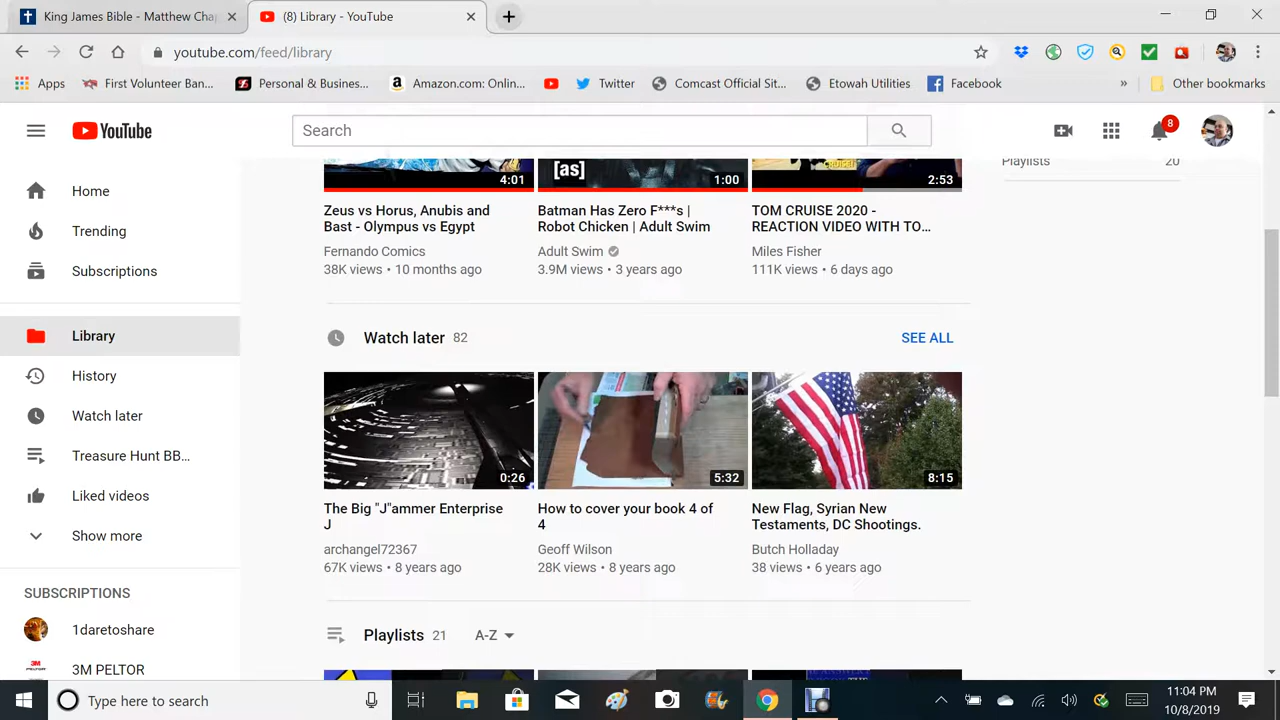 King James Bible - Matthew Cha
(8) Library - YouTube
youtube.com/feed/library
Apps
First Volunteer Ban...
Personal & Business...
Amazon.com: Onlin...
Twitter
Comcast Official Sit...
Etowah Utilities
Facebook
»
Other bookmarks
YouTube
Search
8
Home
Trending
Subscriptions
Library
History
Watch later
Treasure Hunt BB...
Liked videos
Show more
SUBSCRIPTIONS
1daretoshare
3M
PELTOR
3M PELTOR
4:01
[as]
1:00
2:53
Playlists 20
Zeus vs Horus, Anubis and
Bast - Olympus vs Egypt
Fernando Comics
38K views • 10 months ago
Batman Has Zero F***s |
Robot Chicken | Adult Swim
Adult Swim
3.9M views • 3 years ago
TOM CRUISE 2020 -
REACTION VIDEO WITH TO...
Miles Fisher
111K views • 6 days ago
Watch later 82
SEE ALL
0:26
5:32
8:15
The Big "J"ammer Enterprise
J
archangel72367
67K views • 8 years ago
How to cover your book 4 of
4
Geoff Wilson
28K views • 8 years ago
New Flag, Syrian New
Testaments, DC Shootings.
Butch Holladay
38 views • 6 years ago
Playlists 21
A-Z
Type here to search
11:04 PM
10/8/2019